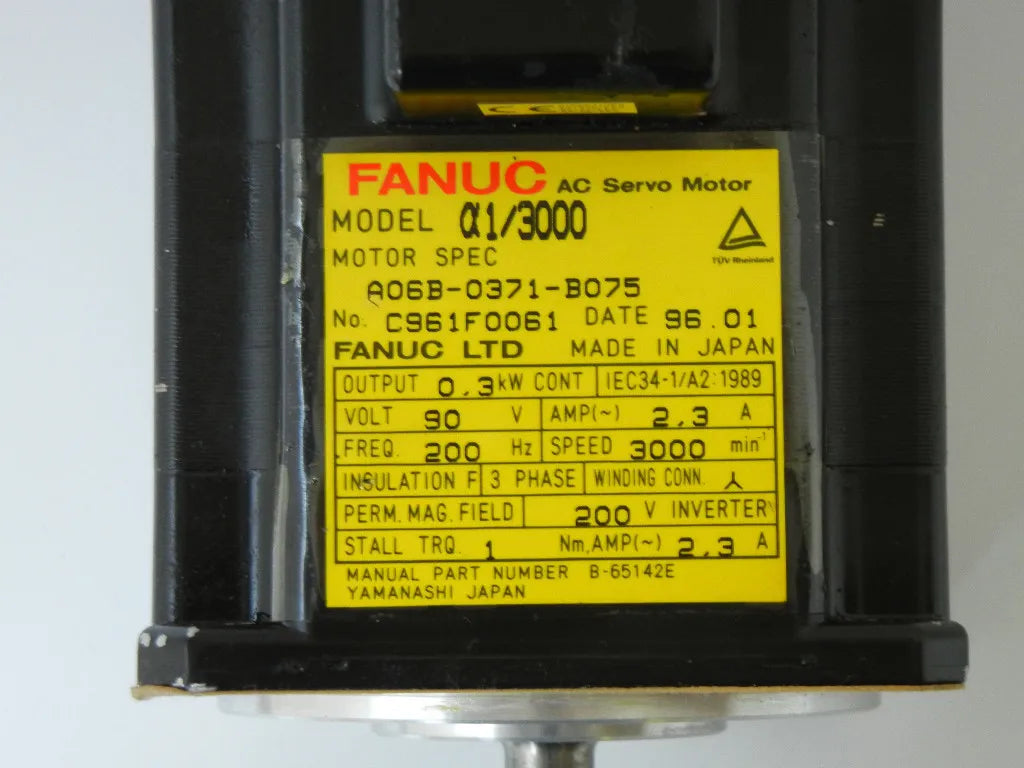 CE
FANUC AC Servo Motor
MODEL α1/3000
TÜV Rheinland
MOTOR SPEC
A06B-0371-B075
No. C961F0061 DATE 96.01
FANUC LTD MADE IN JAPAN
OUTPUT 0.3 kW CONT IEC34-1/A2:1989
VOLT 90 V AMP(~) 2.3 A
FREQ. 200 Hz SPEED 3000 min⁻¹
INSULATION F 3 PHASE WINDING CONN.
PERM. MAG. FIELD 200 V INVERTER
STALL TRQ. 1 Nm, AMP(~) 2.3 A
MANUAL PART NUMBER B-65142E
YAMANASHI JAPAN